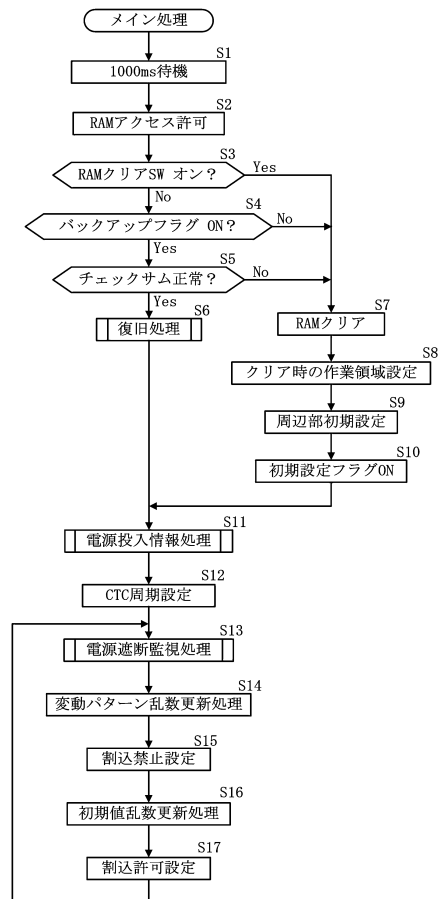 メイン処理
S1
1000ms待機
S2
RAMアクセス許可
S3
RAMクリアSW オン？
Yes
No
S4
バックアップフラグ ON？
No
Yes
S5
チェックサム正常？
No
Yes
S6
復旧処理
S7
RAMクリア
S8
クリア時の作業領域設定
S9
周辺部初期設定
S10
初期設定フラグON
S11
電源投入情報処理
S12
CTC周期設定
S13
電源遮断監視処理
S14
変動パターン乱数更新処理
S15
割込禁止設定
S16
初期値乱数更新処理
S17
割込許可設定